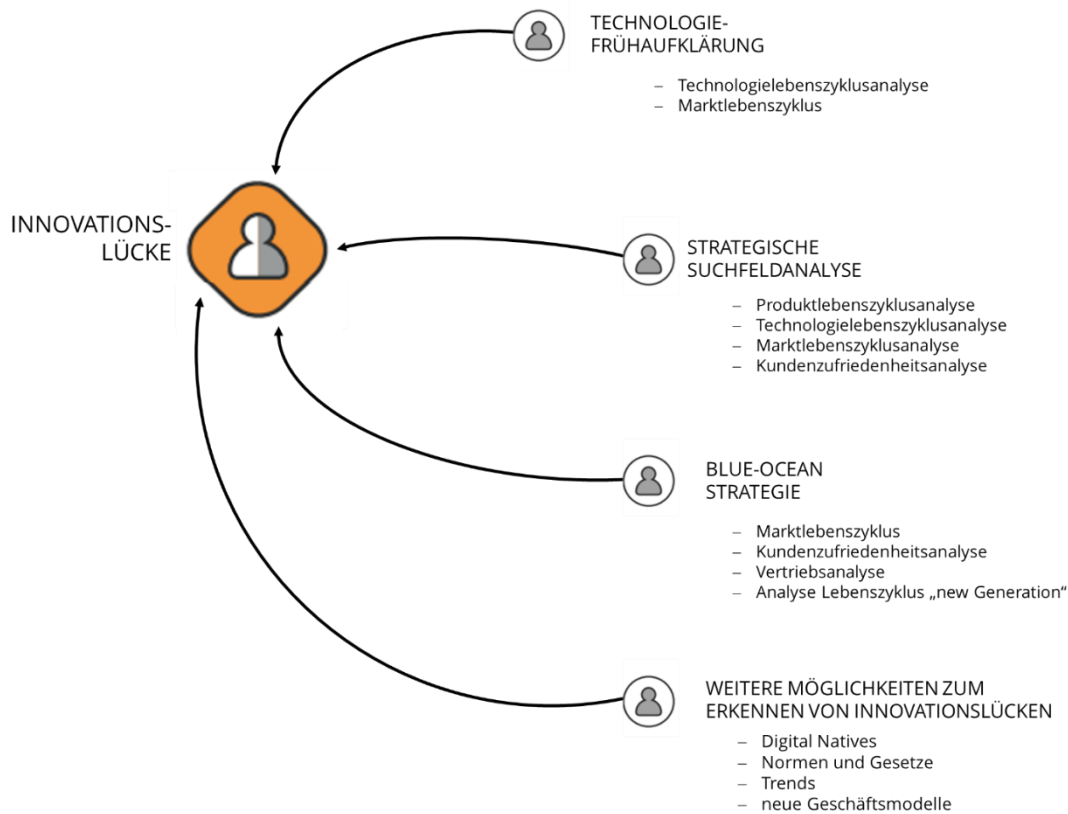 TECHNOLOGIE-
FRÜHAUFKLÄRUNG
– Technologielebenszyklusanalyse
– Marktlebenszyklus
INNOVATIONS-
LÜCKE
STRATEGISCHE
SUCHFELDANALYSE
– Produktlebenszyklusanalyse
– Technologielebenszyklusanalyse
– Marktlebenszyklusanalyse
– Kundenzufriedenheitsanalyse
BLUE-OCEAN
STRATEGIE
– Marktlebenszyklus
– Kundenzufriedenheitsanalyse
– Vertriebsanalyse
– Analyse Lebenszyklus „new Generation“
WEITERE MÖGLICHKEITEN ZUM
ERKENNEN VON INNOVATIONSLÜCKEN
– Digital Natives
– Normen und Gesetze
– Trends
– neue Geschäftsmodelle